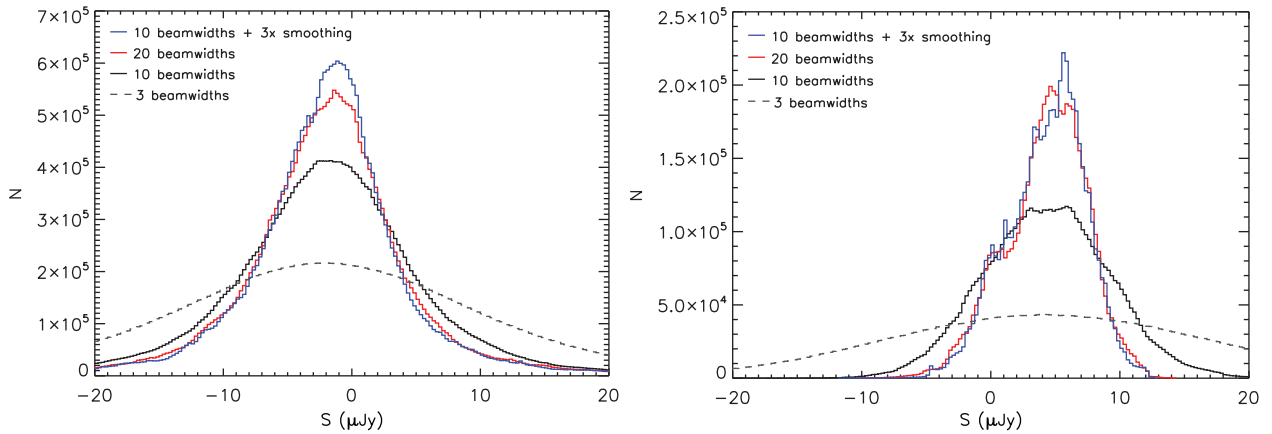 7×10⁵
6×10⁵
5×10⁵
4×10⁵
3×10⁵
2×10⁵
1×10⁵
0
N
10 beamwidths + 3x smoothing
20 beamwidths
10 beamwidths
3 beamwidths
−20
−10
0
10
20
S (μJy)
2.5×10⁵
2.0×10⁵
1.5×10⁵
1.0×10⁵
5.0×10⁴
0
N
10 beamwidths + 3x smoothing
20 beamwidths
10 beamwidths
3 beamwidths
−20
−10
0
10
20
S (μJy)